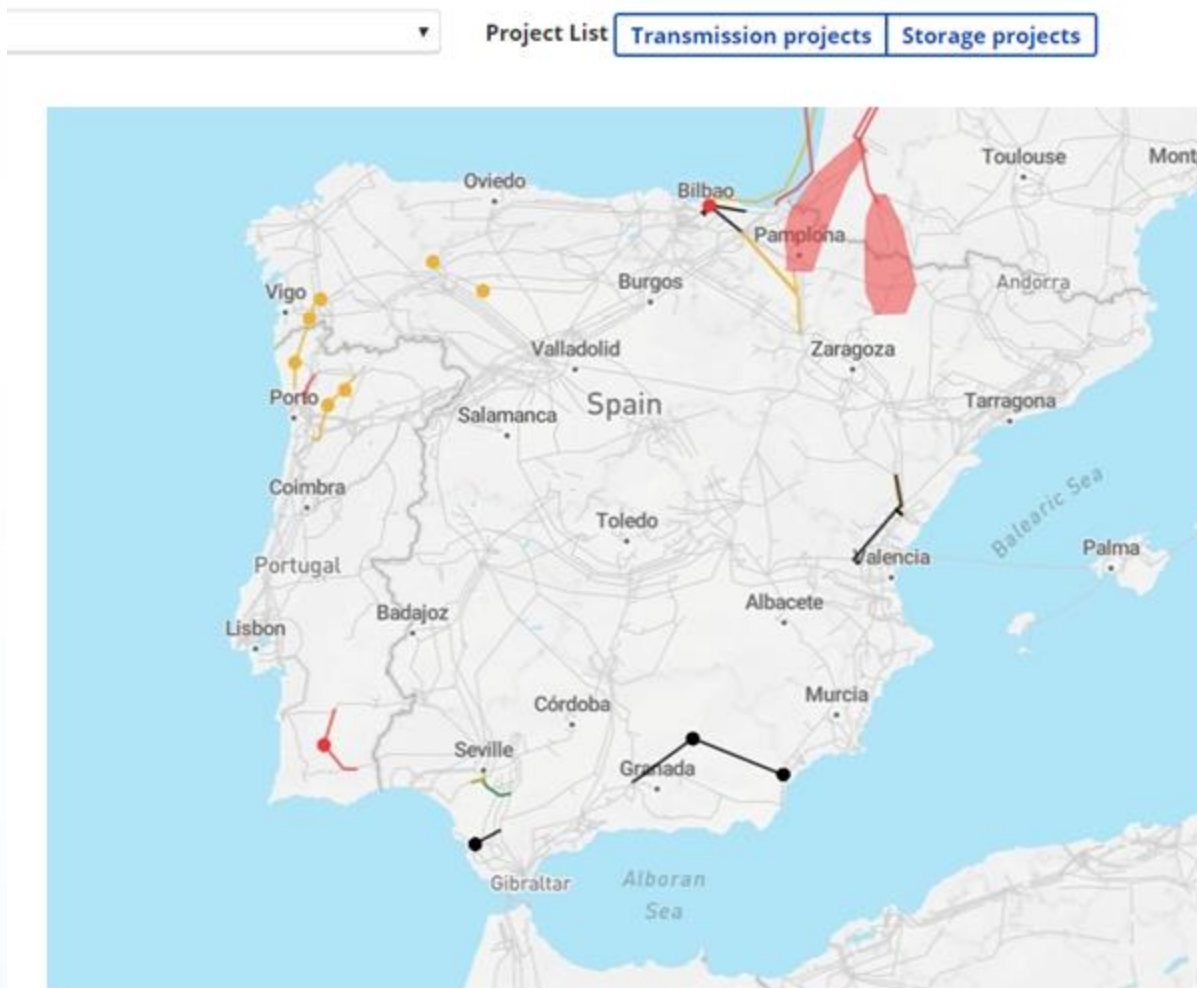 Project List
Transmission projects
Storage projects
Toulouse
Mont
Oviedo
Bilbao
Pamplona
Andorra
Vigo
Burgos
Valladolid
Zaragoza
Porto
Spain
Salamanca
Tarragona
Coimbra
Toledo
Balearic Sea
Portugal
Valencia
Palma
Albacete
Badajoz
Lisbon
Murcia
Córdoba
Seville
Granada
Gibraltar
Alboran
Sea